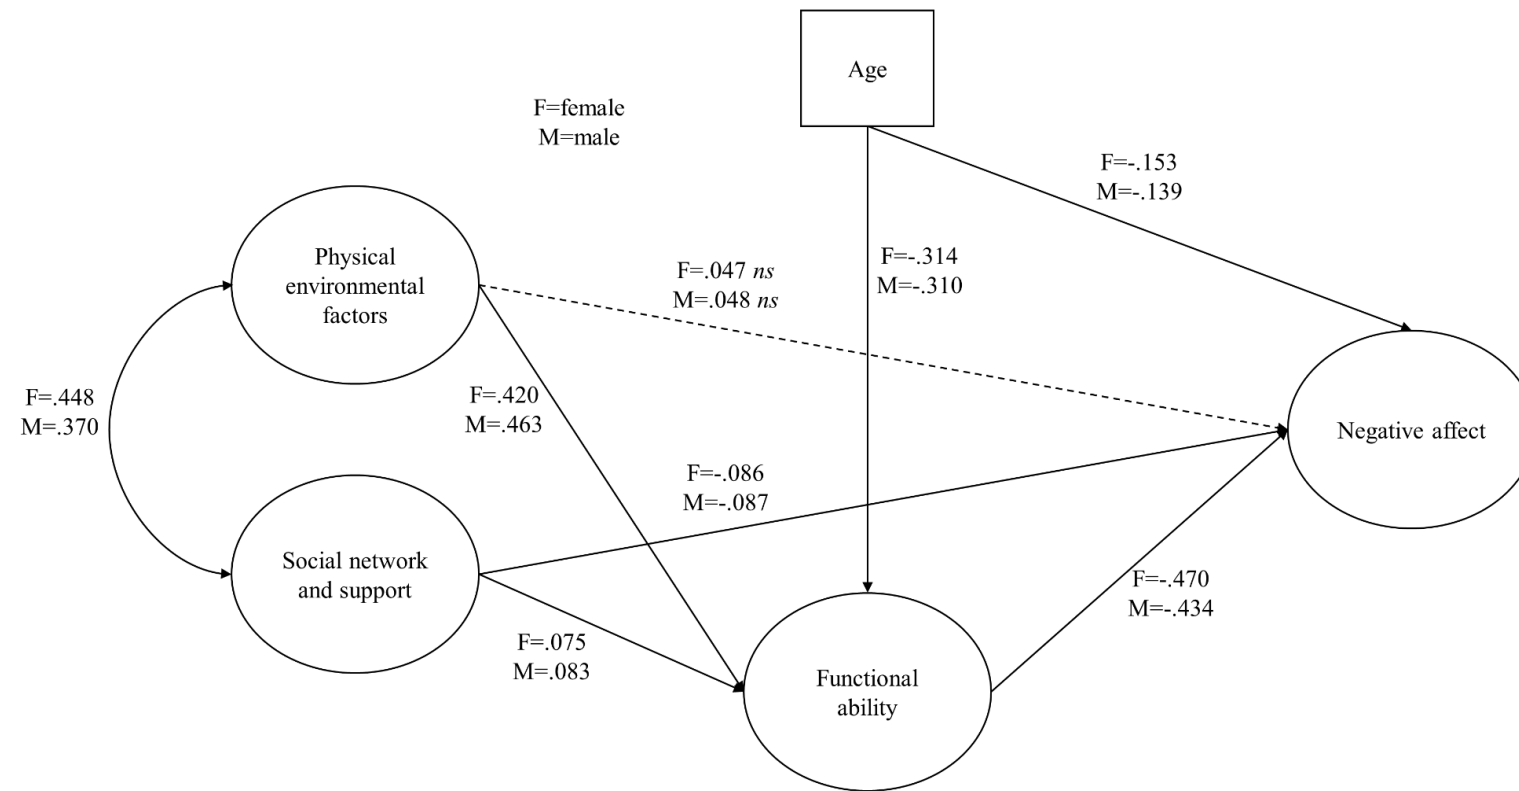 Age
F=female
M=male
F=-.153
M=-.139
Physical
environmental
factors
F=-.314
M=-.310
F=.047 ns
M=.048 ns
F=.448
M=.370
F=.420
M=.463
Negative affect
F=-.086
M=-.087
Social network
and support
F=-.470
M=-.434
F=.075
M=.083
Functional
ability